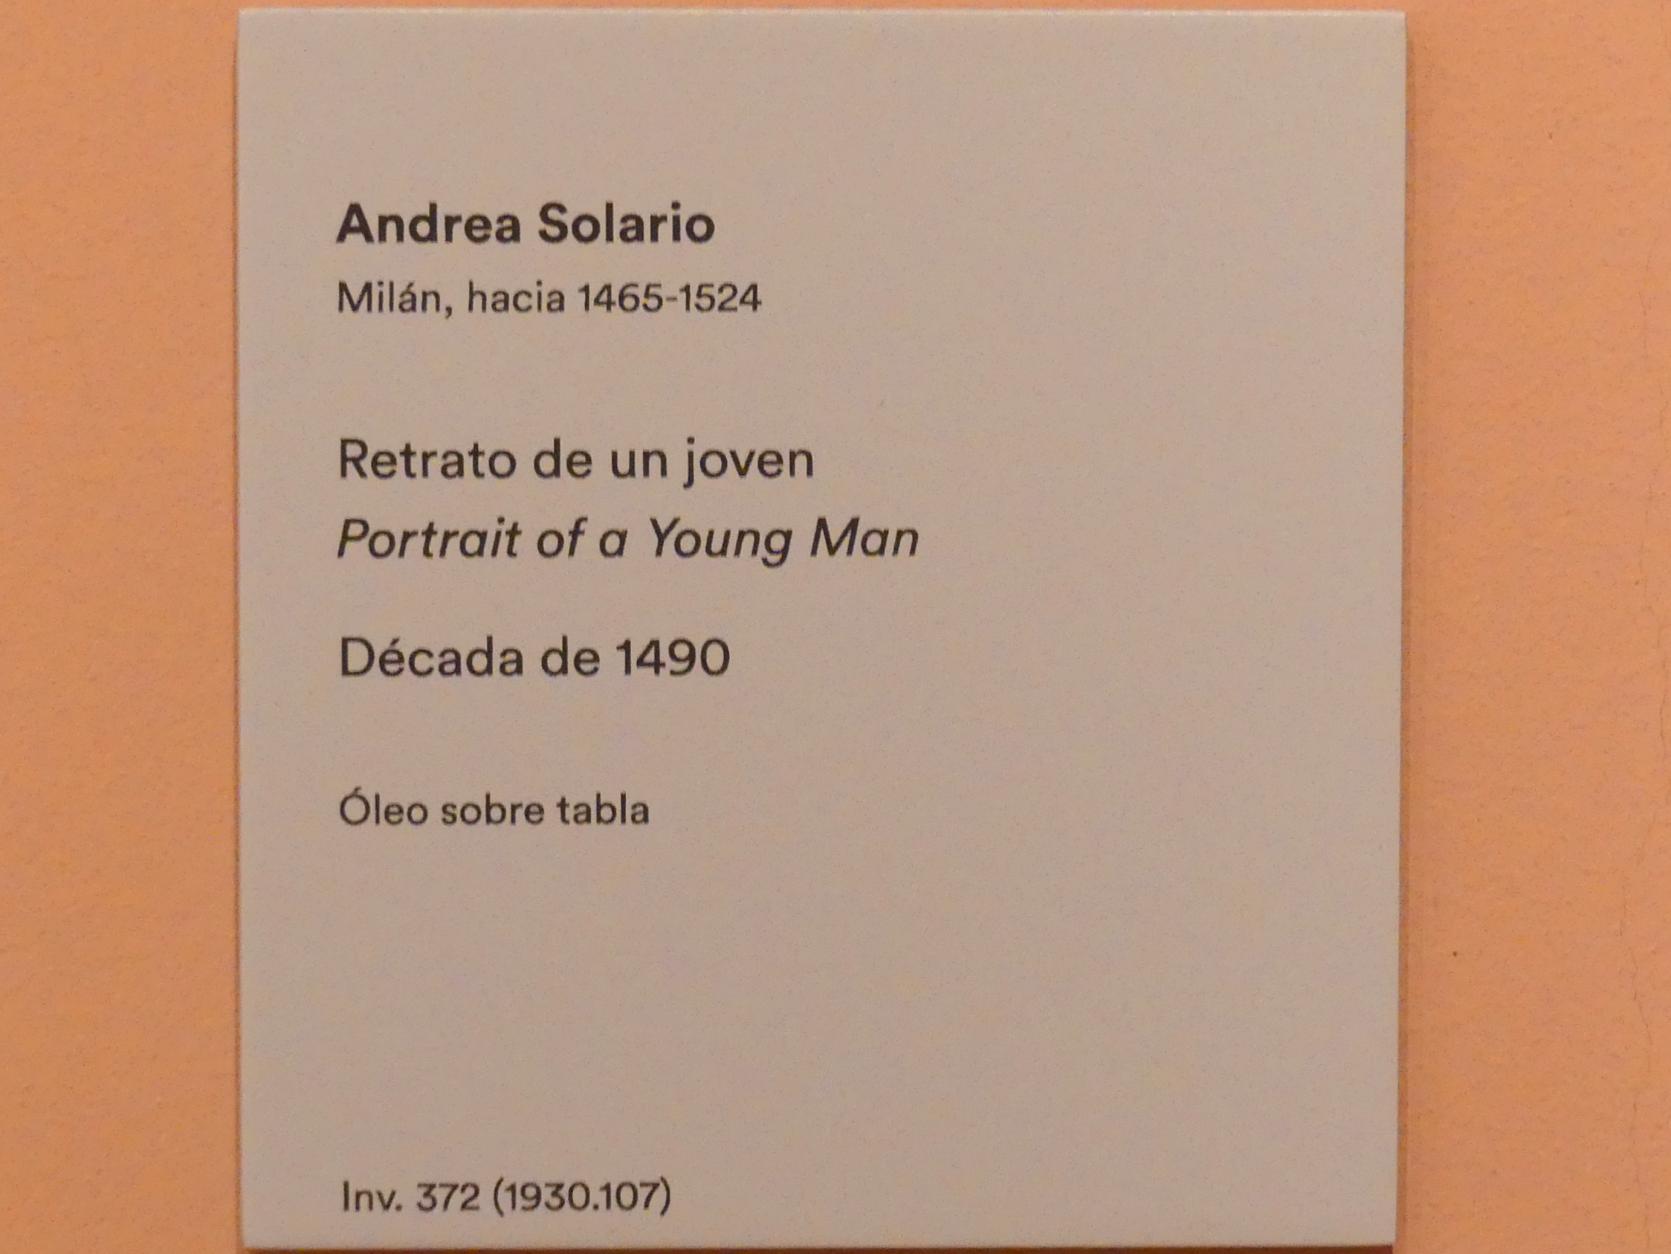 Andrea Solario
Milán, hacia 1465-1524
Retrato de un joven
Portrait of a Young Man
Década de 1490
Óleo sobre tabla
Inv. 372 (1930.107)